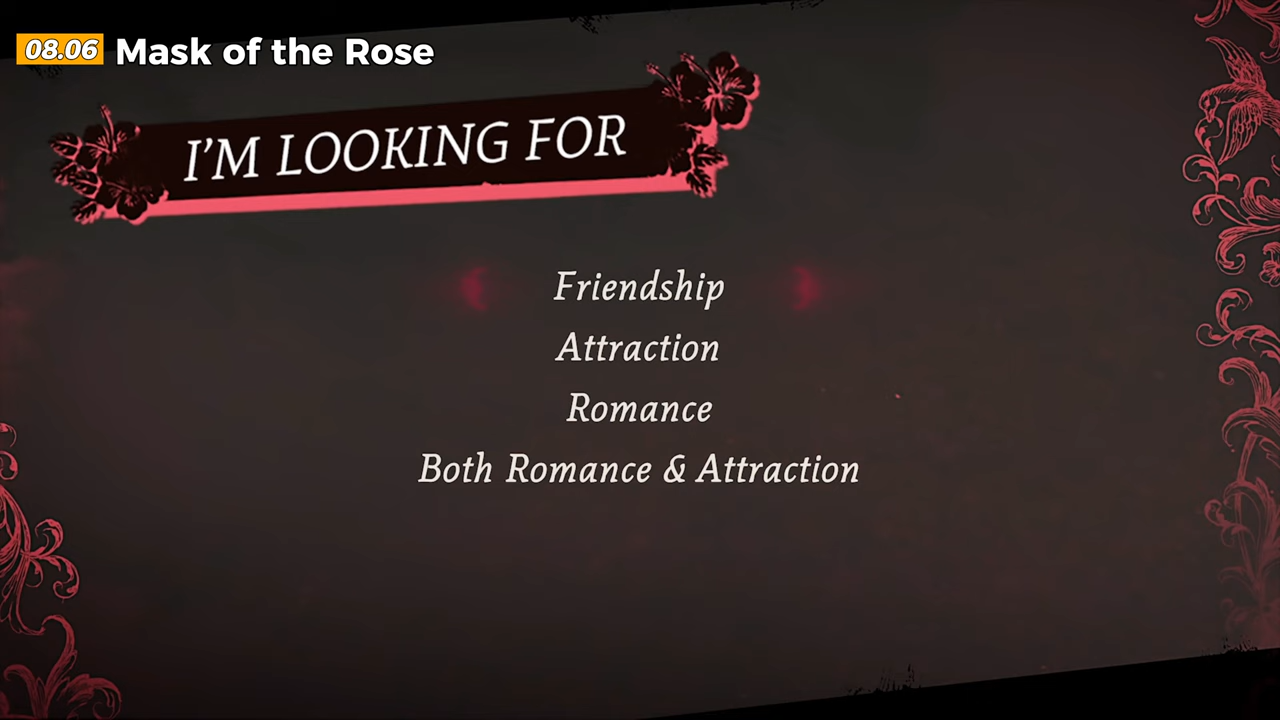 08.06 Mask of the Rose
I'M LOOKING FOR
Friendship
Attraction
Romance
Both Romance & Attraction